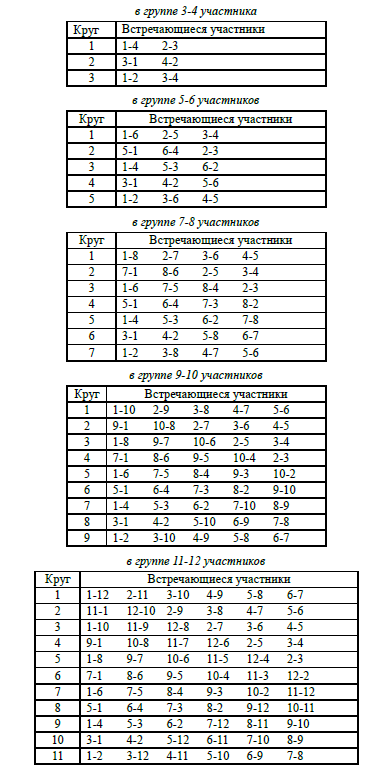 в группе 3-4 участника
Круг Встречающиеся участники
1 1-4 2-3
2 3-1 4-2
3 1-2 3-4
в группе 5-6 участников
Круг Встречающиеся участники
1 1-6 2-5 3-4
2 5-1 6-4 2-3
3 1-4 5-3 6-2
4 3-1 4-2 5-6
5 1-2 3-6 4-5
в группе 7-8 участников
Круг Встречающиеся участники
1 1-8 2-7 3-6 4-5
2 7-1 8-6 2-5 3-4
3 1-6 7-5 8-4 2-3
4 5-1 6-4 7-3 8-2
5 1-4 5-3 6-2 7-8
6 3-1 4-2 5-8 6-7
7 1-2 3-8 4-7 5-6
в группе 9-10 участников
Круг Встречающиеся участники
1 1-10 2-9 3-8 4-7 5-6
2 9-1 10-8 2-7 3-6 4-5
3 1-8 9-7 10-6 2-5 3-4
4 7-1 8-6 9-5 10-4 2-3
5 1-6 7-5 8-4 9-3 10-2
6 5-1 6-4 7-3 8-2 9-10
7 1-4 5-3 6-2 7-10 8-9
8 3-1 4-2 5-10 6-9 7-8
9 1-2 3-10 4-9 5-8 6-7
в группе 11-12 участников
Круг Встречающиеся участники
1 1-12 2-11 3-10 4-9 5-8 6-7
2 11-1 12-10 2-9 3-8 4-7 5-6
3 1-10 11-9 12-8 2-7 3-6 4-5
4 9-1 10-8 11-7 12-6 2-5 3-4
5 1-8 9-7 10-6 11-5 12-4 2-3
6 7-1 8-6 9-5 10-4 11-3 12-2
7 1-6 7-5 8-4 9-3 10-2 11-12
8 5-1 6-4 7-3 8-2 9-12 10-11
9 1-4 5-3 6-2 7-12 8-11 9-10
10 3-1 4-2 5-12 6-11 7-10 8-9
11 1-2 3-12 4-11 5-10 6-9 7-8